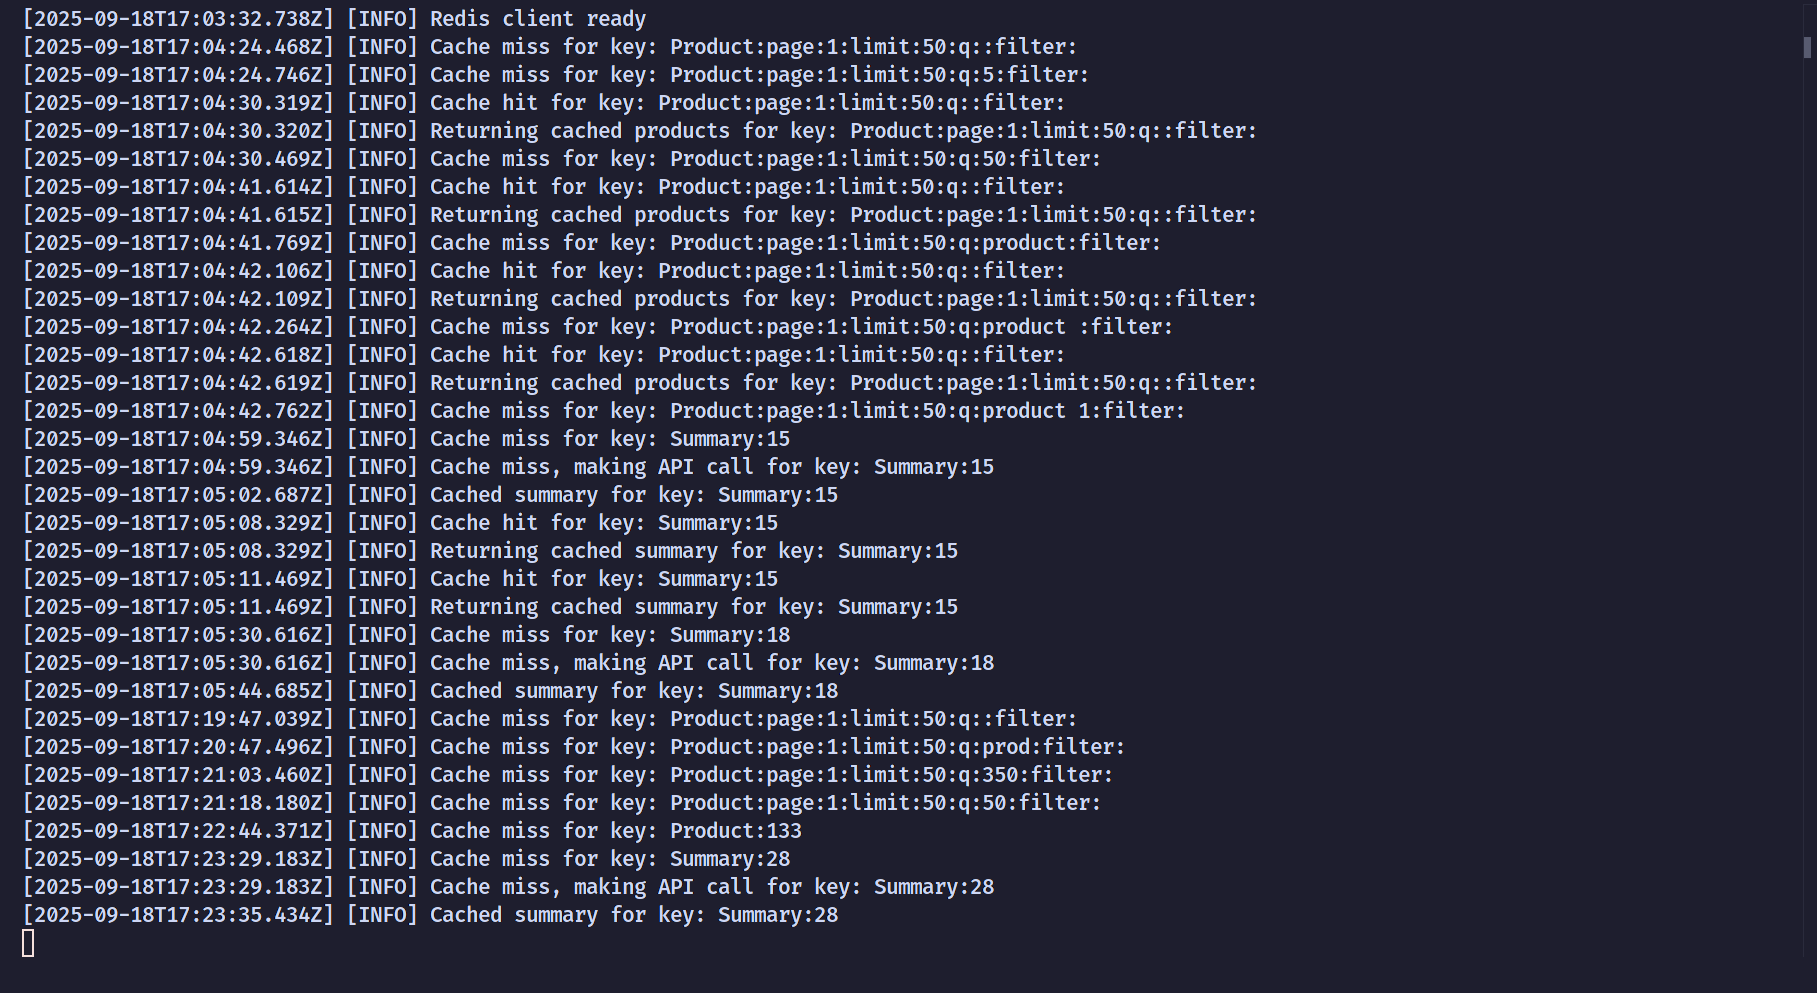 [2025-09-18T17:03:32.738Z] [INFO] Redis client ready
[2025-09-18T17:04:24.468Z] [INFO] Cache miss for key: Product:page:1:limit:50:q::filter:
[2025-09-18T17:04:24.746Z] [INFO] Cache miss for key: Product:page:1:limit:50:q:5:filter:
[2025-09-18T17:04:30.319Z] [INFO] Cache hit for key: Product:page:1:limit:50:q::filter:
[2025-09-18T17:04:30.320Z] [INFO] Returning cached products for key: Product:page:1:limit:50:q::filter:
[2025-09-18T17:04:30.469Z] [INFO] Cache miss for key: Product:page:1:limit:50:q:50:filter:
[2025-09-18T17:04:41.614Z] [INFO] Cache hit for key: Product:page:1:limit:50:q::filter:
[2025-09-18T17:04:41.615Z] [INFO] Returning cached products for key: Product:page:1:limit:50:q::filter:
[2025-09-18T17:04:41.769Z] [INFO] Cache miss for key: Product:page:1:limit:50:q:product:filter:
[2025-09-18T17:04:42.106Z] [INFO] Cache hit for key: Product:page:1:limit:50:q::filter:
[2025-09-18T17:04:42.109Z] [INFO] Returning cached products for key: Product:page:1:limit:50:q::filter:
[2025-09-18T17:04:42.264Z] [INFO] Cache miss for key: Product:page:1:limit:50:q:product :filter:
[2025-09-18T17:04:42.618Z] [INFO] Cache hit for key: Product:page:1:limit:50:q::filter:
[2025-09-18T17:04:42.619Z] [INFO] Returning cached products for key: Product:page:1:limit:50:q::filter:
[2025-09-18T17:04:42.762Z] [INFO] Cache miss for key: Product:page:1:limit:50:q:product 1:filter:
[2025-09-18T17:04:59.346Z] [INFO] Cache miss for key: Summary:15
[2025-09-18T17:04:59.346Z] [INFO] Cache miss, making API call for key: Summary:15
[2025-09-18T17:05:02.687Z] [INFO] Cached summary for key: Summary:15
[2025-09-18T17:05:08.329Z] [INFO] Cache hit for key: Summary:15
[2025-09-18T17:05:08.329Z] [INFO] Returning cached summary for key: Summary:15
[2025-09-18T17:05:11.469Z] [INFO] Cache hit for key: Summary:15
[2025-09-18T17:05:11.469Z] [INFO] Returning cached summary for key: Summary:15
[2025-09-18T17:05:30.616Z] [INFO] Cache miss for key: Summary:18
[2025-09-18T17:05:30.616Z] [INFO] Cache miss, making API call for key: Summary:18
[2025-09-18T17:05:44.685Z] [INFO] Cached summary for key: Summary:18
[2025-09-18T17:19:47.039Z] [INFO] Cache miss for key: Product:page:1:limit:50:q::filter:
[2025-09-18T17:20:47.496Z] [INFO] Cache miss for key: Product:page:1:limit:50:q:prod:filter:
[2025-09-18T17:21:03.460Z] [INFO] Cache miss for key: Product:page:1:limit:50:q:350:filter:
[2025-09-18T17:21:18.180Z] [INFO] Cache miss for key: Product:page:1:limit:50:q:50:filter:
[2025-09-18T17:22:44.371Z] [INFO] Cache miss for key: Product:133
[2025-09-18T17:23:29.183Z] [INFO] Cache miss for key: Summary:28
[2025-09-18T17:23:29.183Z] [INFO] Cache miss, making API call for key: Summary:28
[2025-09-18T17:23:35.434Z] [INFO] Cached summary for key: Summary:28